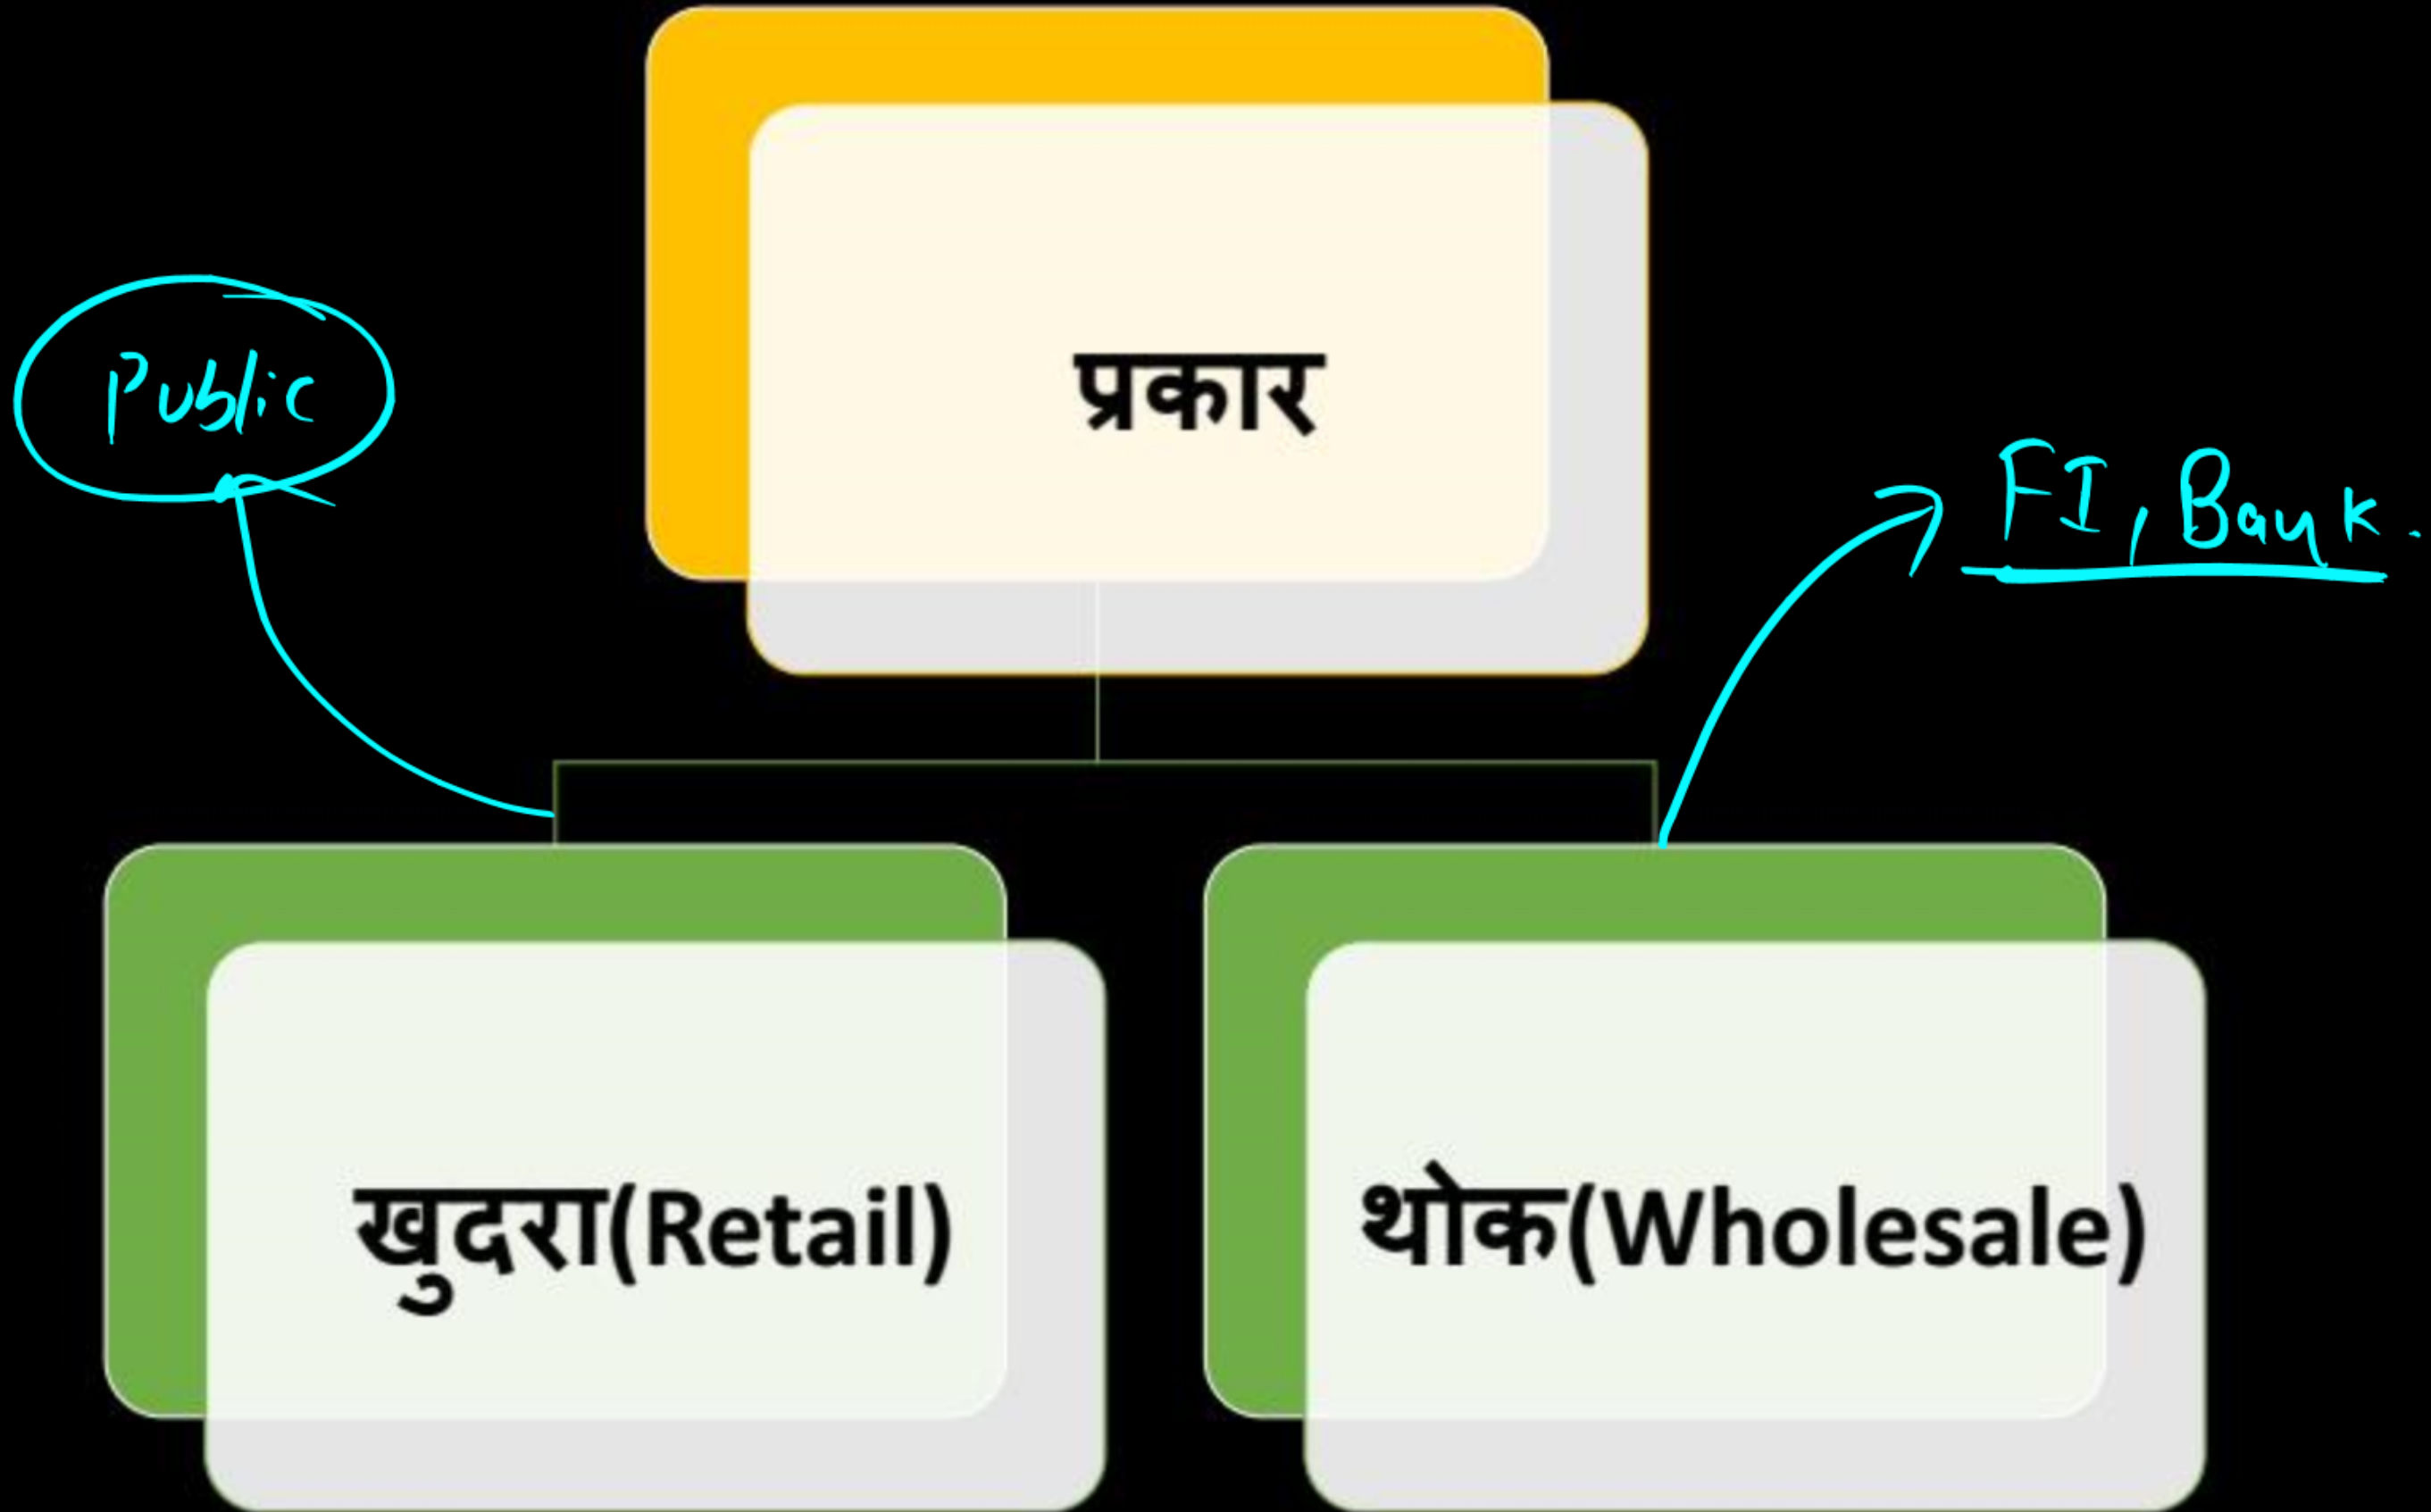 प्रकार
Public
FI, Bank.
खुदरा(Retail)
थोक(Wholesale)